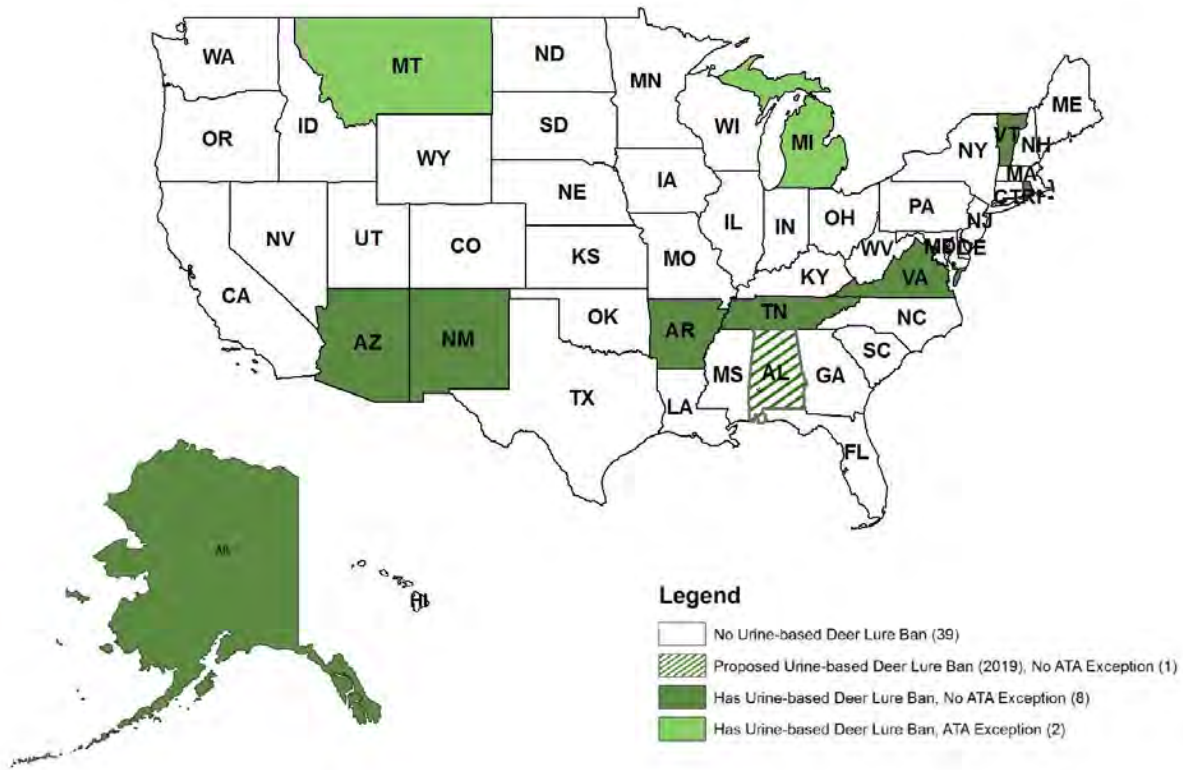 WA
MT
ND
MN
ME
OR
ID
SD
WI
MI
VT
NH
NY
WY
MA
CTRI
IA
NE
PA
NJ
NV
UT
CO
IL
IN
OH
WV
MD
DE
KS
MO
KY
VA
CA
AZ
NM
OK
AR
TN
NC
SC
MS
AL
GA
TX
LA
FL
AK
HI
Legend
No Urine-based Deer Lure Ban (39)
Proposed Urine-based Deer Lure Ban (2019), No ATA Exception (1)
Has Urine-based Deer Lure Ban, No ATA Exception (8)
Has Urine-based Deer Lure Ban, ATA Exception (2)